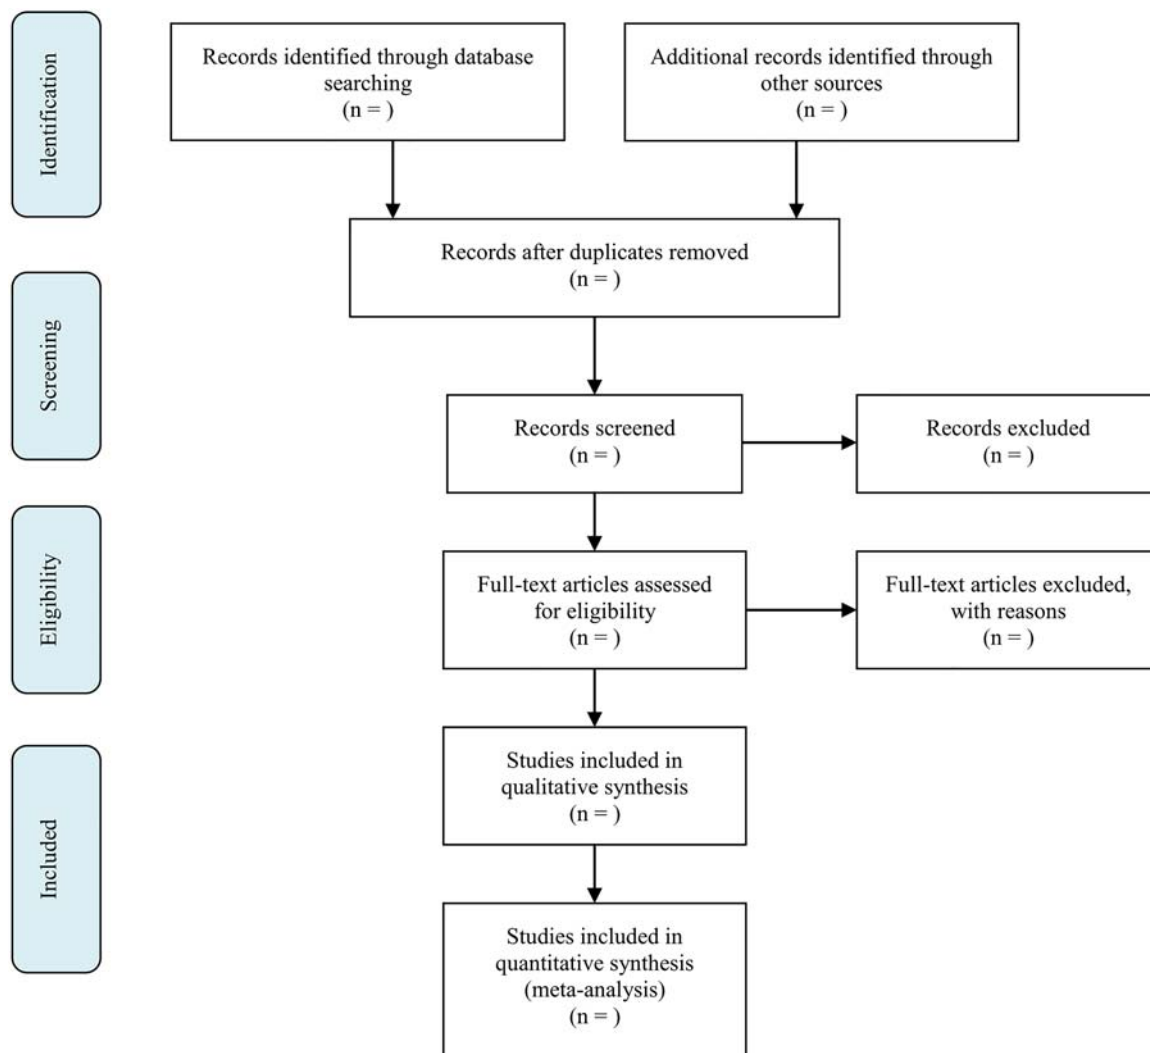 Identification
Records identified through database
searching
(n = )
Additional records identified through
other sources
(n = )
Records after duplicates removed
(n = )
Screening
Records screened
(n = )
Records excluded
(n = )
Eligibility
Full-text articles assessed
for eligibility
(n = )
Full-text articles excluded,
with reasons
(n = )
Included
Studies included in
qualitative synthesis
(n = )
Studies included in
quantitative synthesis
(meta-analysis)
(n = )